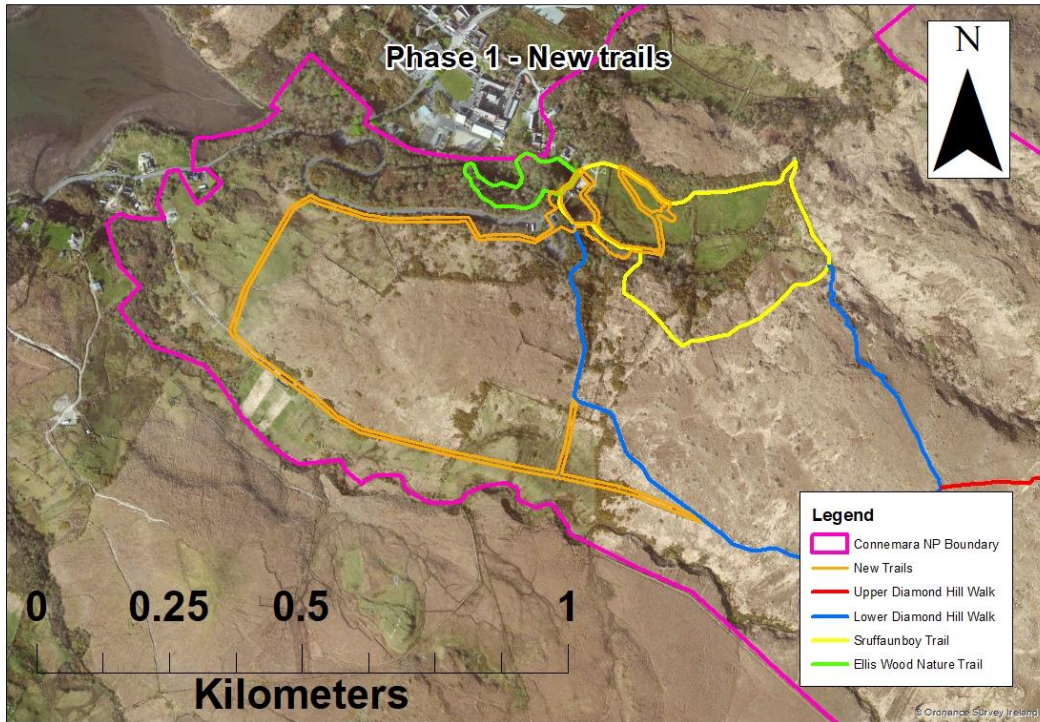 Phase 1 - New trails
N
Legend
Connemara NP Boundary
New Trails
Upper Diamond Hill Walk
Lower Diamond Hill Walk
Sruffaunboy Trail
Ellis Wood Nature Trail
0 0.25 0.5 1
Kilometers
© Ordnance Survey Ireland